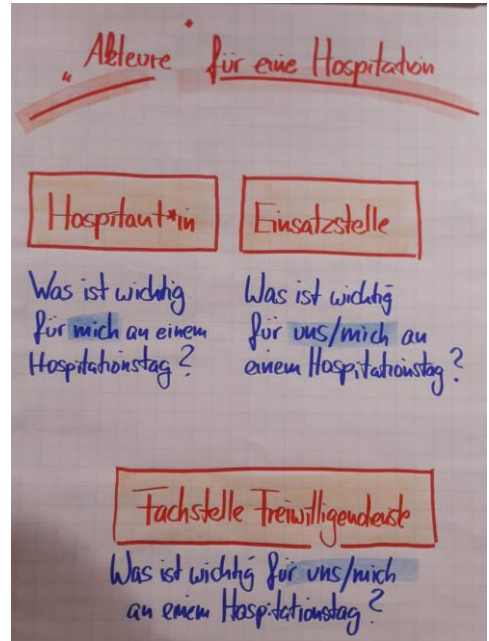 „Akteure“ für eine Hospitation
Hospitant*in
Was ist wichtig
für mich an einem
Hospitationstag?
Einsatzstelle
Was ist wichtig
für uns/mich an
einem Hospitationstag?
Fachstelle Freiwilligendienste
Was ist wichtig für uns/mich
an einem Hospitationstag?